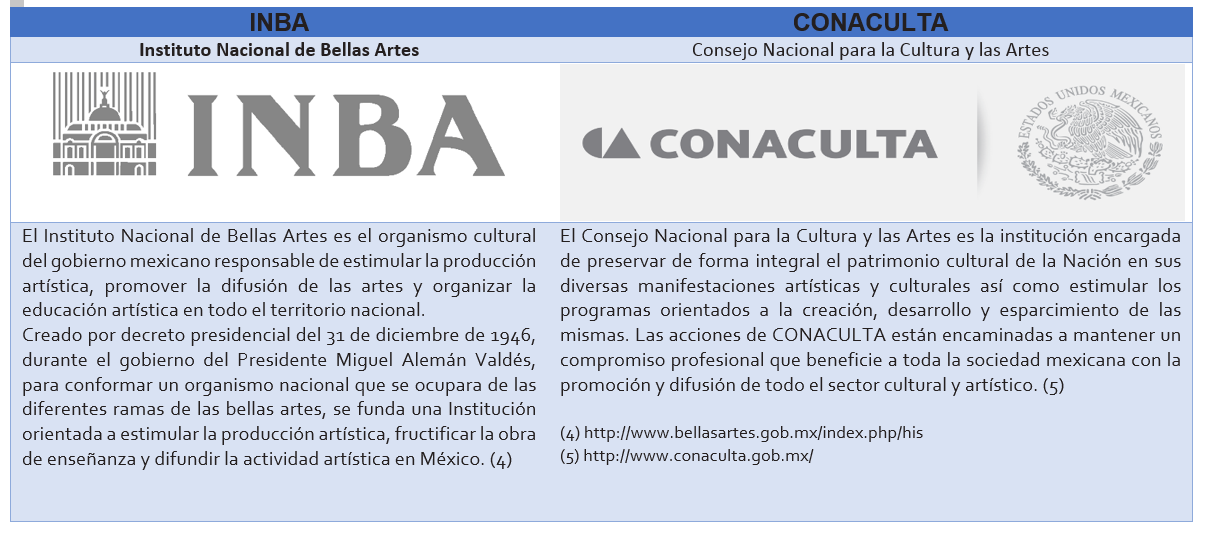 INBA
CONACULTA
Instituto Nacional de Bellas Artes
Consejo Nacional para la Cultura y las Artes
INBA
CONACULTA
ESTADOS UNIDOS MEXICANOS
El Instituto Nacional de Bellas Artes es el organismo cultural
del gobierno mexicano responsable de estimular la producción
artística, promover la difusión de las artes y organizar la
educación artística en todo el territorio nacional.
Creado por decreto presidencial del 31 de diciembre de 1946,
durante el gobierno del Presidente Miguel Alemán Valdés,
para conformar un organismo nacional que se ocupara de las
diferentes ramas de las bellas artes, se funda una Institución
orientada a estimular la producción artística, fructificar la obra
de enseñanza y difundir la actividad artística en México. (4)
El Consejo Nacional para la Cultura y las Artes es la institución encargada
de preservar de forma integral el patrimonio cultural de la Nación en sus
diversas manifestaciones artísticas y culturales así como estimular los
programas orientados a la creación, desarrollo y esparcimiento de las
mismas. Las acciones de CONACULTA están encaminadas a mantener un
compromiso profesional que beneficie a toda la sociedad mexicana con la
promoción y difusión de todo el sector cultural y artístico. (5)
(4) http://www.bellasartes.gob.mx/index.php/his
(5) http://www.conaculta.gob.mx/